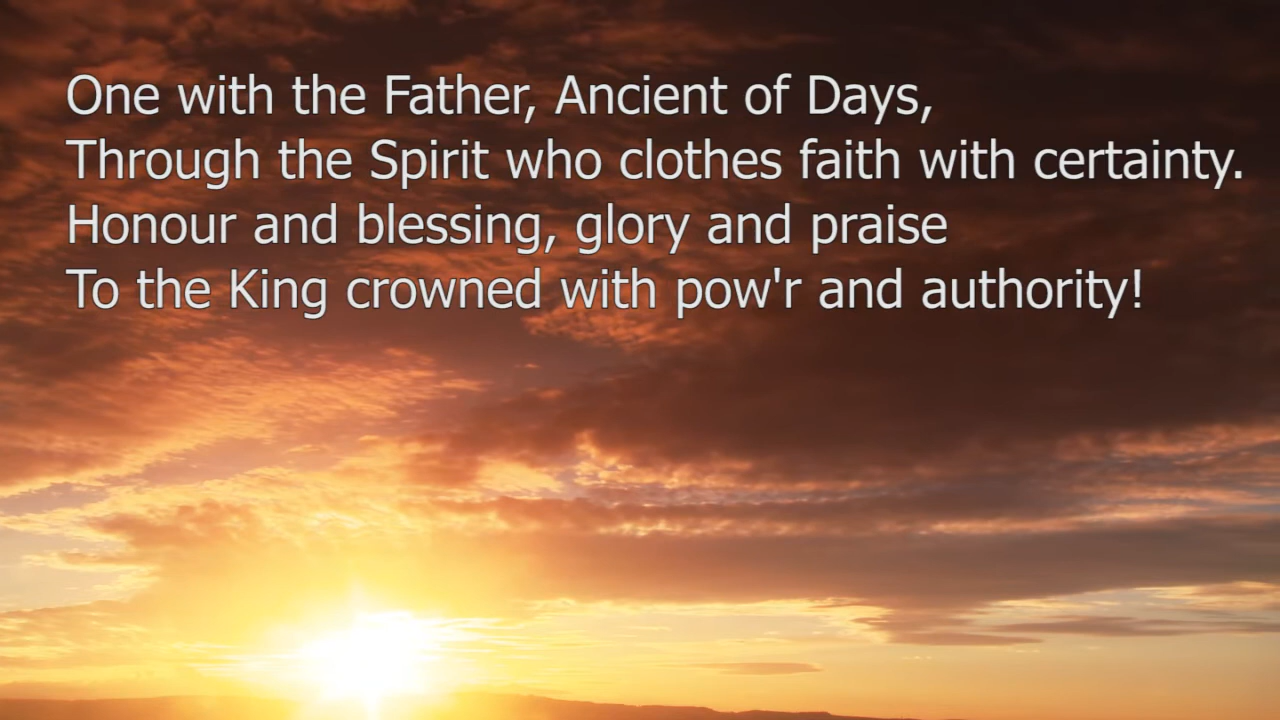 One with the Father, Ancient of Days,
Through the Spirit who clothes faith with certainty.
Honour and blessing, glory and praise
To the King crowned with pow'r and authority!